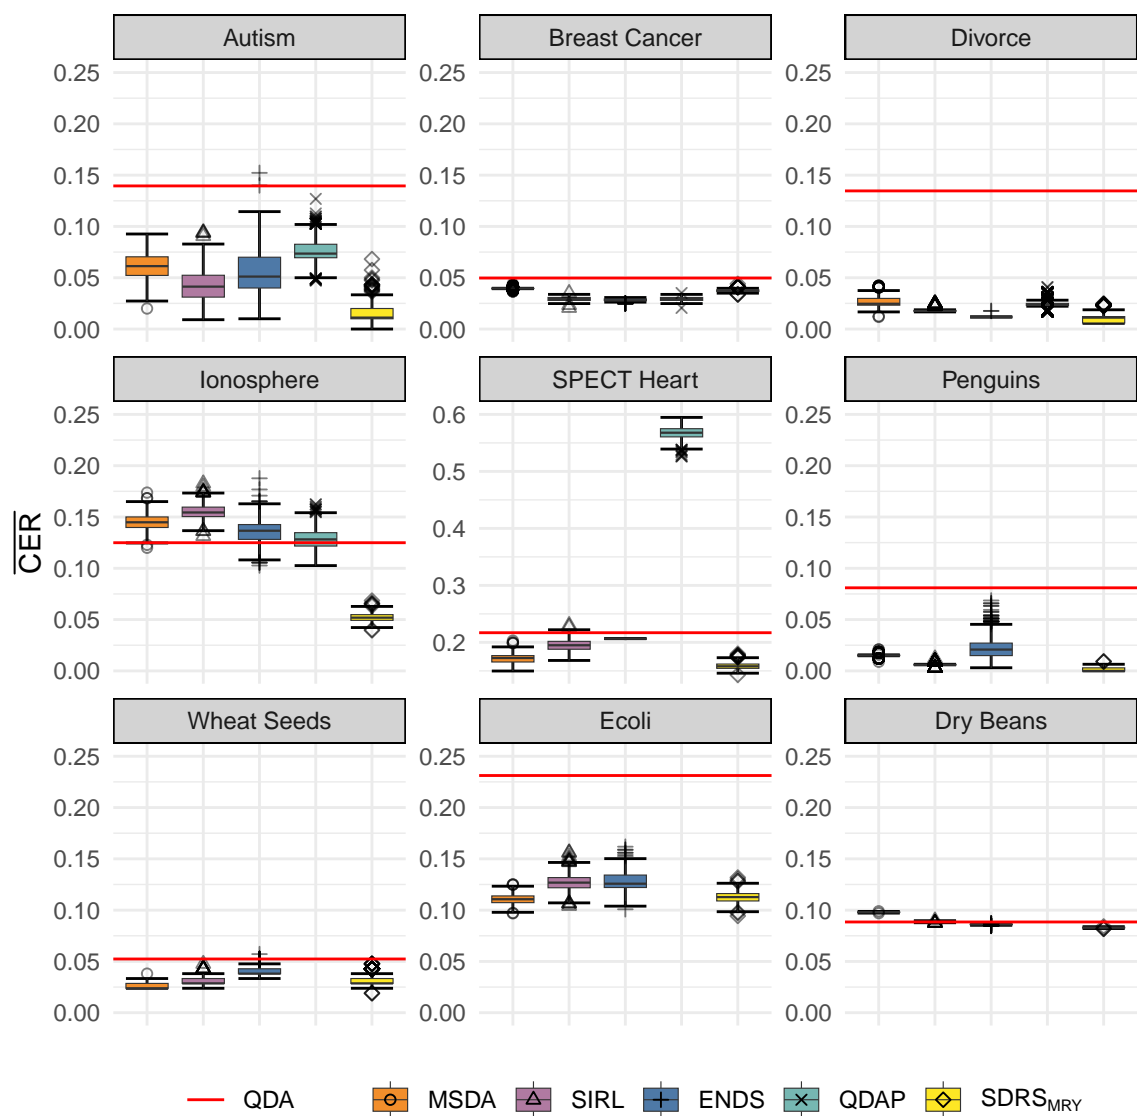 Autism Breast Cancer Divorce
0.25 0.25 0.25
0.20 0.20 0.20
0.15 0.15 0.15
0.10 0.10 0.10
0.05 0.05 0.05
0.00 0.00 0.00
Ionosphere SPECT Heart Penguins
0.25 0.6 0.25
0.20 0.5 0.20
0.15 0.4 0.15
0.10 0.3 0.10
0.05 0.2 0.05
0.00 0.00
CER
Wheat Seeds Ecoli Dry Beans
0.25 0.25 0.25
0.20 0.20 0.20
0.15 0.15 0.15
0.10 0.10 0.10
0.05 0.05 0.05
0.00 0.00 0.00
QDA MSDA SIRL ENDS QDAP SDRS_MRY